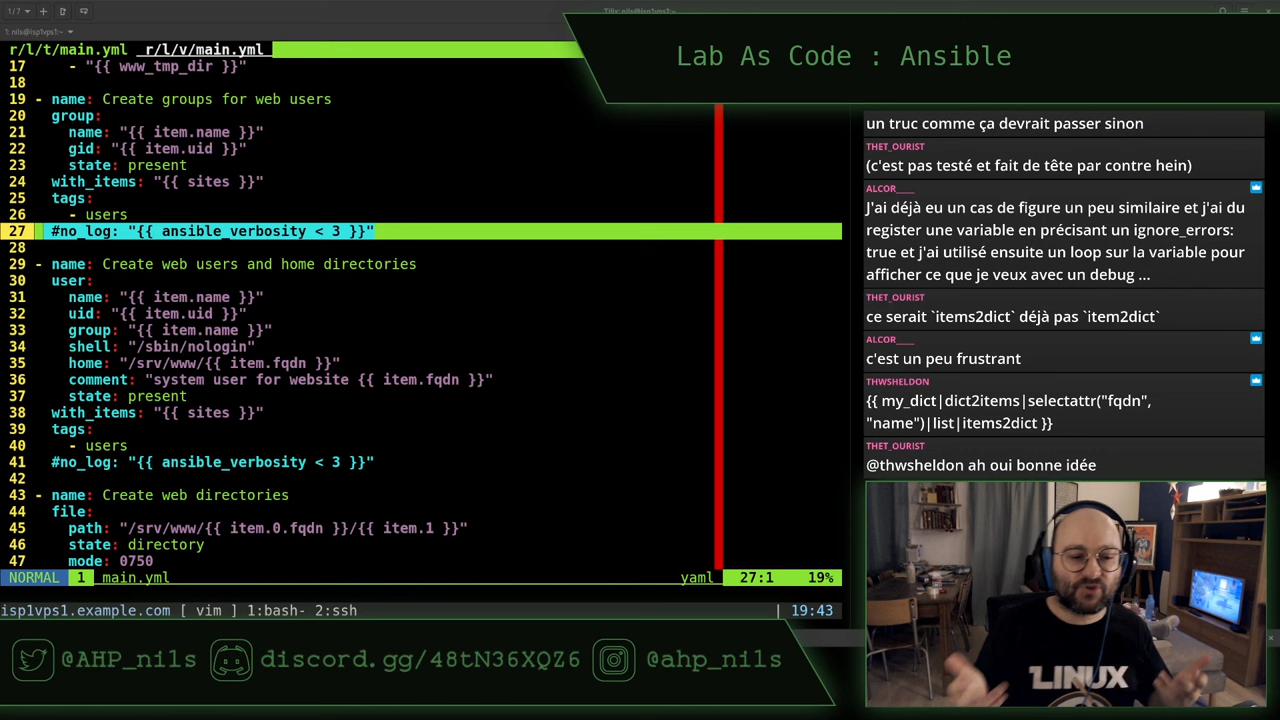 1/7
Tilix: nils@isp1vps1:~
1: nils@isp1vps1:~
Lab As Code : Ansible
r/l/t/main.yml r/l/v/main.yml
17 - "{{ www_tmp_dir }}"
18
19 - name: Create groups for web users
20 group:
21 name: "{{ item.name }}"
22 gid: "{{ item.uid }}"
23 state: present
24 with_items: "{{ sites }}"
25 tags:
26 - users
27 #no_log: "{{ ansible_verbosity < 3 }}"
28
29 - name: Create web users and home directories
30 user:
31 name: "{{ item.name }}"
32 uid: "{{ item.uid }}"
33 group: "{{ item.name }}"
34 shell: "/sbin/nologin"
35 home: "/srv/www/{{ item.fqdn }}"
36 comment: "system user for website {{ item.fqdn }}"
37 state: present
38 with_items: "{{ sites }}"
39 tags:
40 - users
41 #no_log: "{{ ansible_verbosity < 3 }}"
42
43 - name: Create web directories
44 file:
45 path: "/srv/www/{{ item.0.fqdn }}/{{ item.1 }}"
46 state: directory
47 mode: 0750
NORMAL 1 main.yml yaml 27:1 19%
isp1vps1.example.com [ vim ] 1:bash- 2:ssh | 19:43
un truc comme ça devrait passer sinon
THET_OURIST
(c'est pas testé et fait de tête par contre hein)
ALCOR____
J'ai déjà eu un cas de figure un peu similaire et j'ai du
register une variable en précisant un ignore_errors:
true et j'ai utilisé ensuite un loop sur la variable pour
afficher ce que je veux avec un debug ...
THET_OURIST
ce serait `items2dict` déjà pas `item2dict`
ALCOR____
c'est un peu frustrant
THWSHELDON
{{ my_dict|dict2items|selectattr("fqdn",
"name")|list|items2dict }}
THET_OURIST
@thwsheldon ah oui bonne idée
LINUX
@AHP_nils discord.gg/48tN36XQZ6 @ahp_nils